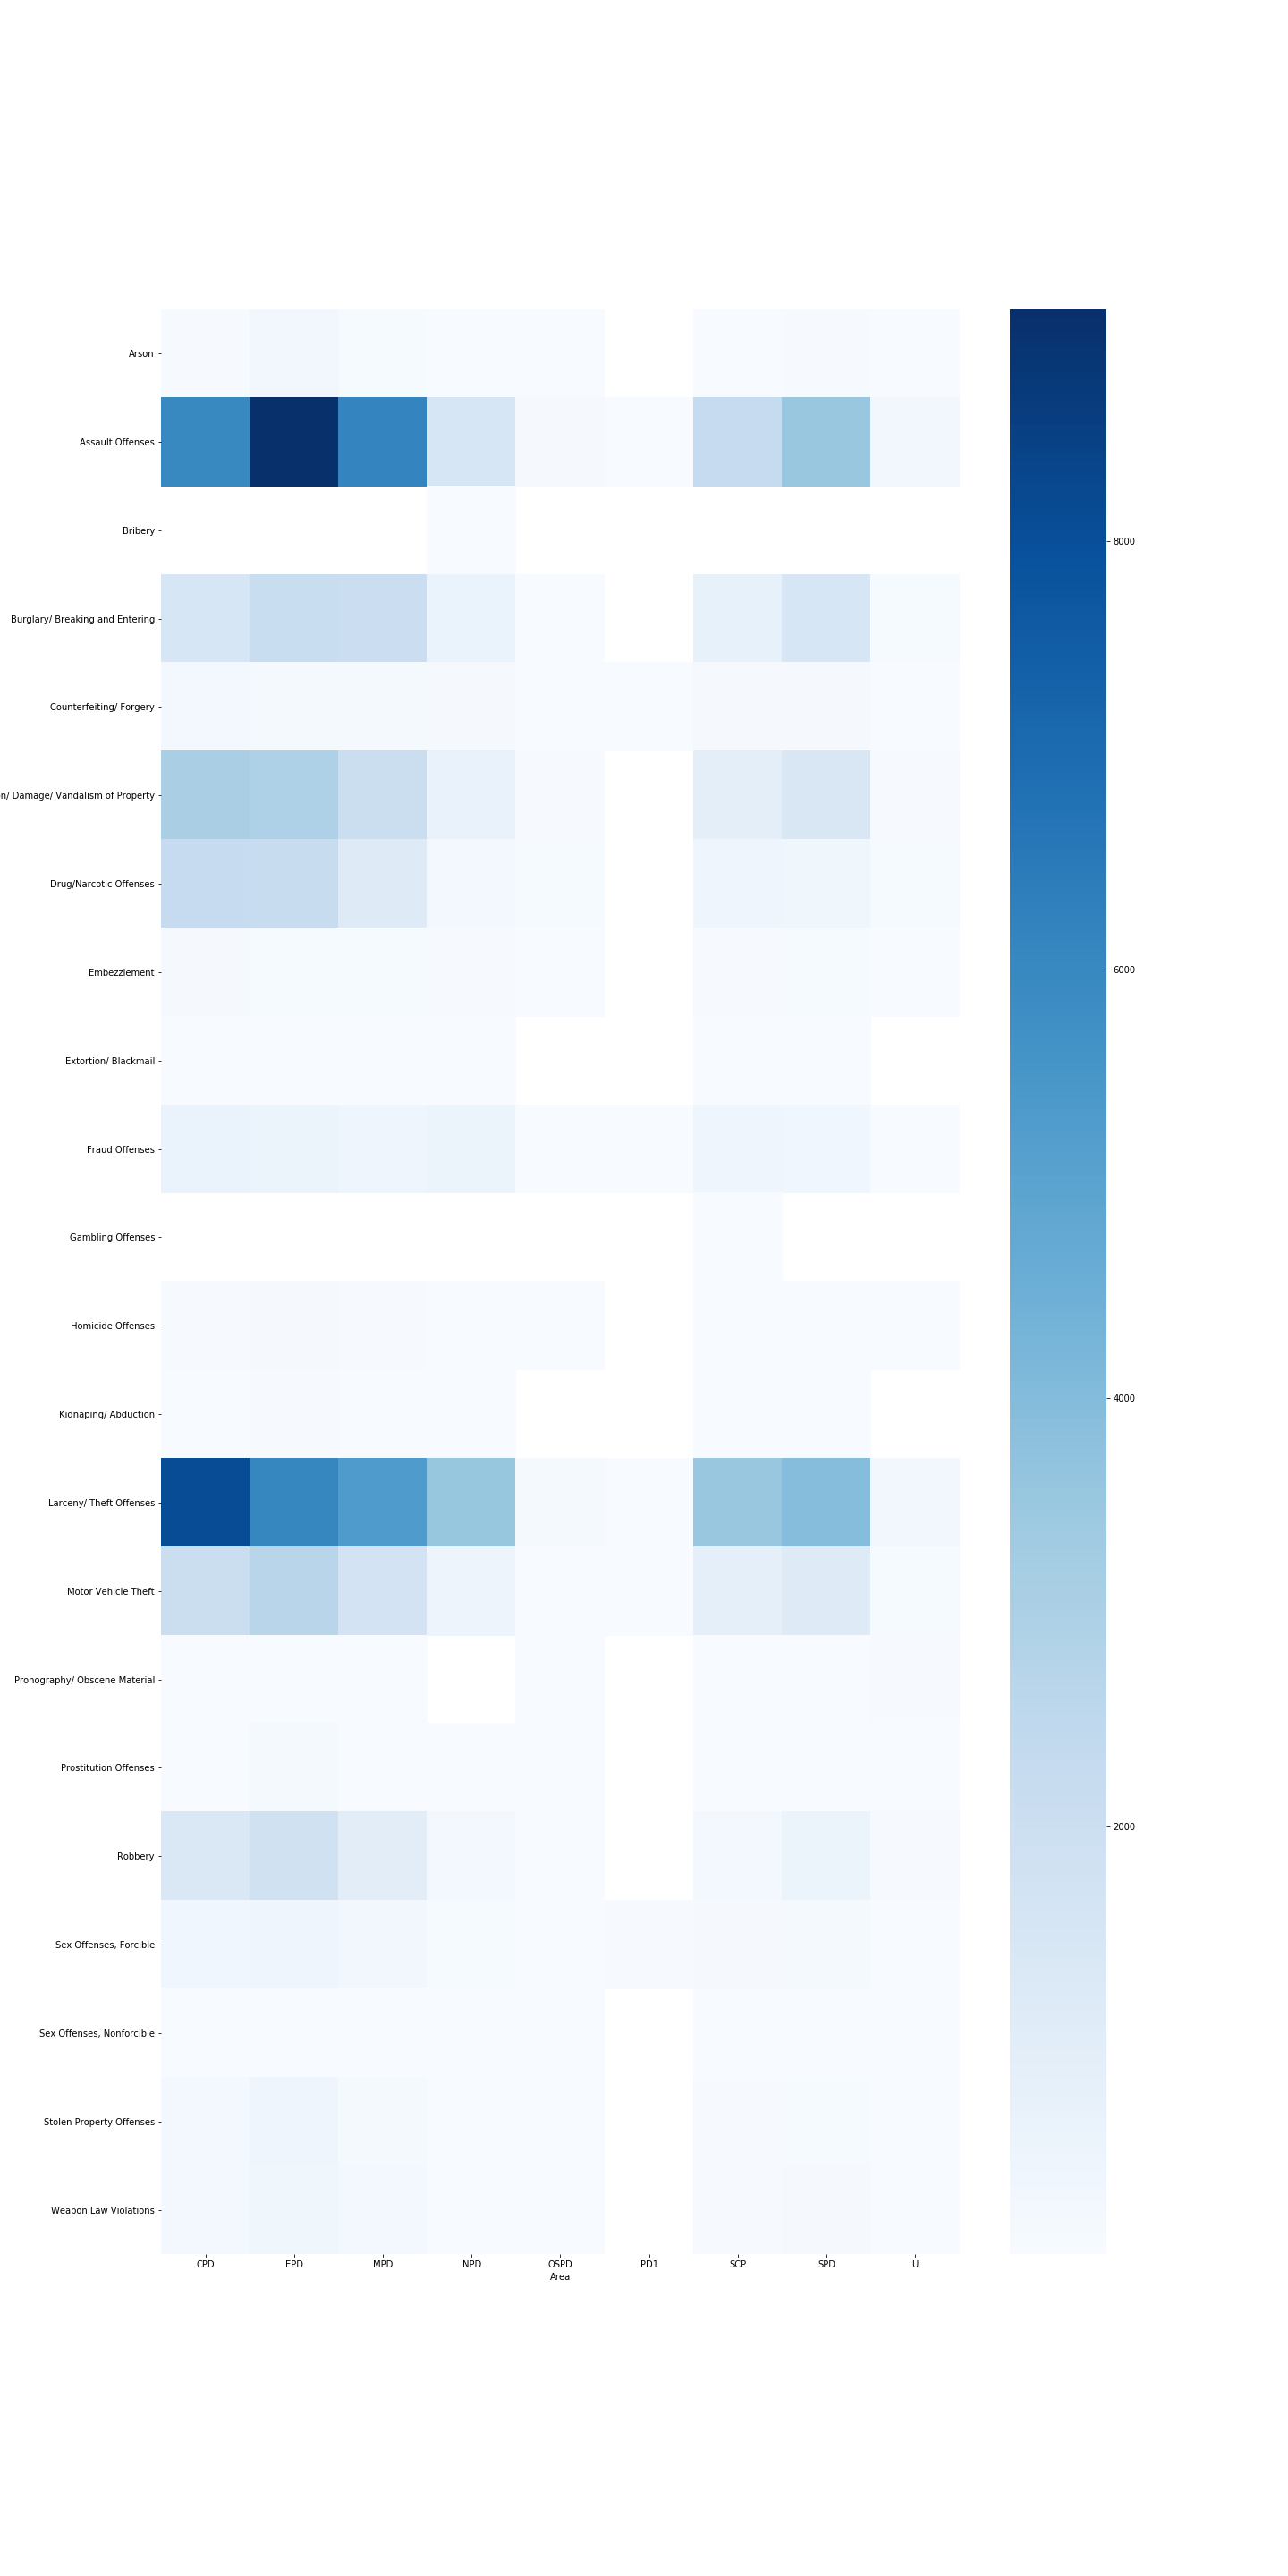 Arson
Assault Offenses
8000
Bribery
Burglary/ Breaking and Entering
Counterfeiting/ Forgery
/ Damage/ Vandalism of Property
Drug/Narcotic Offenses
Embezzlement
6000
Extortion/ Blackmail
Fraud Offenses
Gambling Offenses
Homicide Offenses
4000
Kidnaping/ Abduction
Larceny/ Theft Offenses
Motor Vehicle Theft
Pronography/ Obscene Material
Prostitution Offenses
2000
Robbery
Sex Offenses, Forcible
Sex Offenses, Nonforcible
Stolen Property Offenses
Weapon Law Violations
CPD EPD MPD NPD OSPD PD1 SCP SPD U
Area